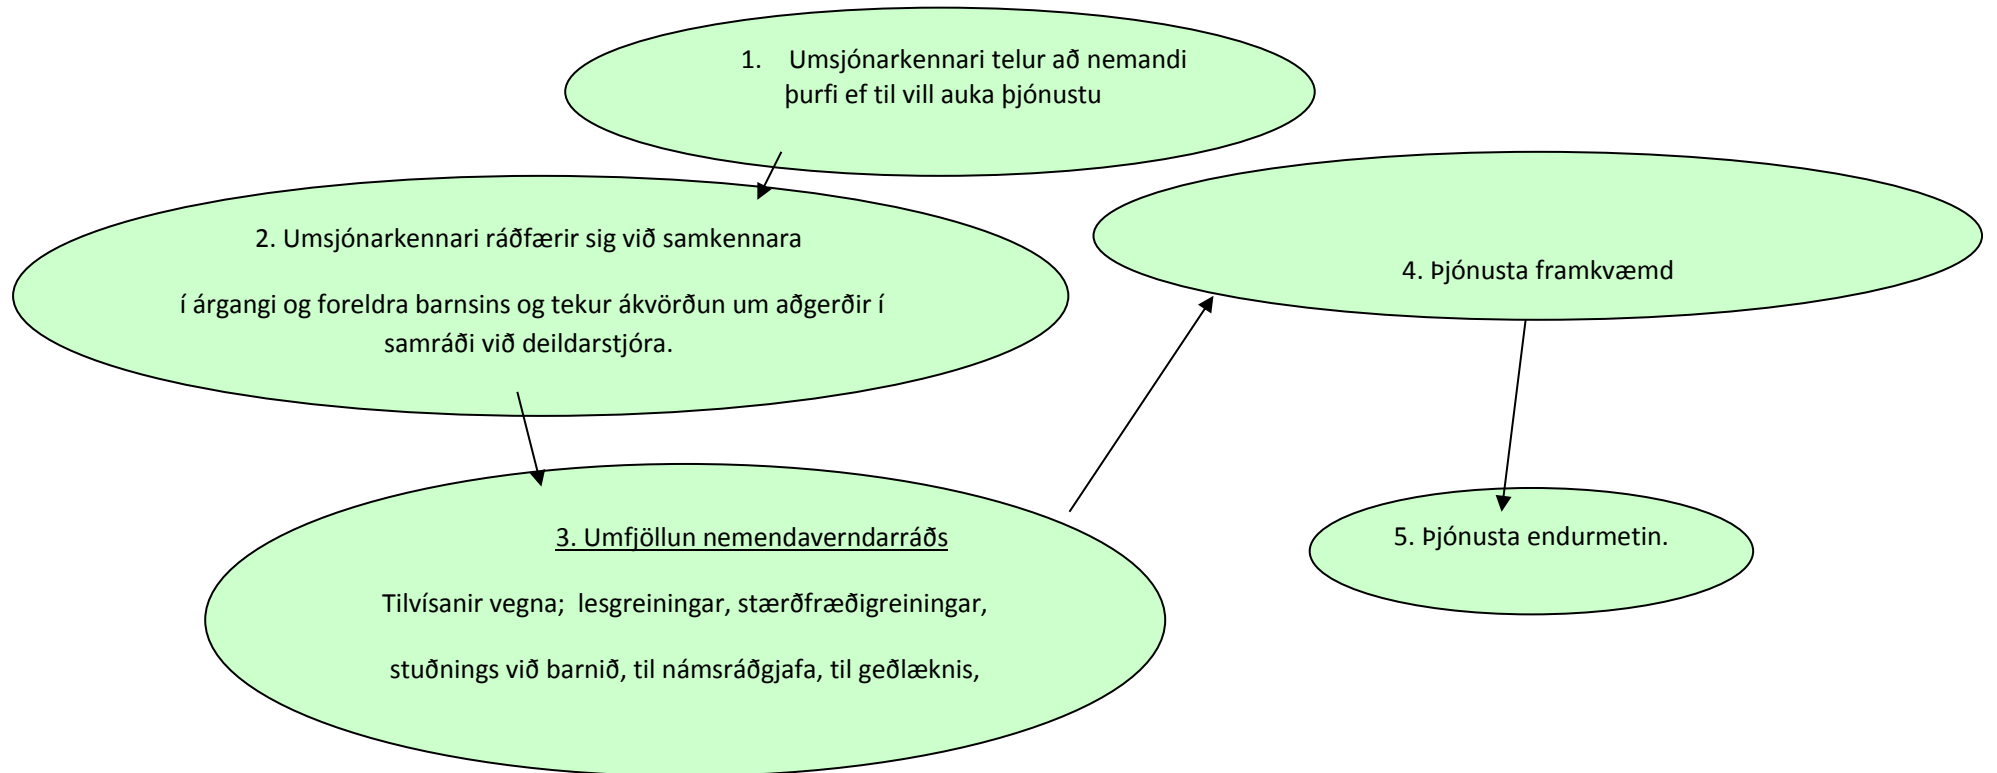 1. Umsjónarkennari telur að nemandi
þurfi ef til vill auka þjónustu
2. Umsjónarkennari ráðfærir sig við samkennara
í árgangi og foreldra barnsins og tekur ákvörðun um aðgerðir í
samráði við deildarstjóra.
3. Umfjöllun nemendaverndarráðs
Tilvísanir vegna; lesgreiningar, stærðfræðigreiningar,
stuðnings við barnið, til námsráðgjafa, til geðlæknis,
4. Þjónusta framkvæmd
5. Þjónusta endurmetin.